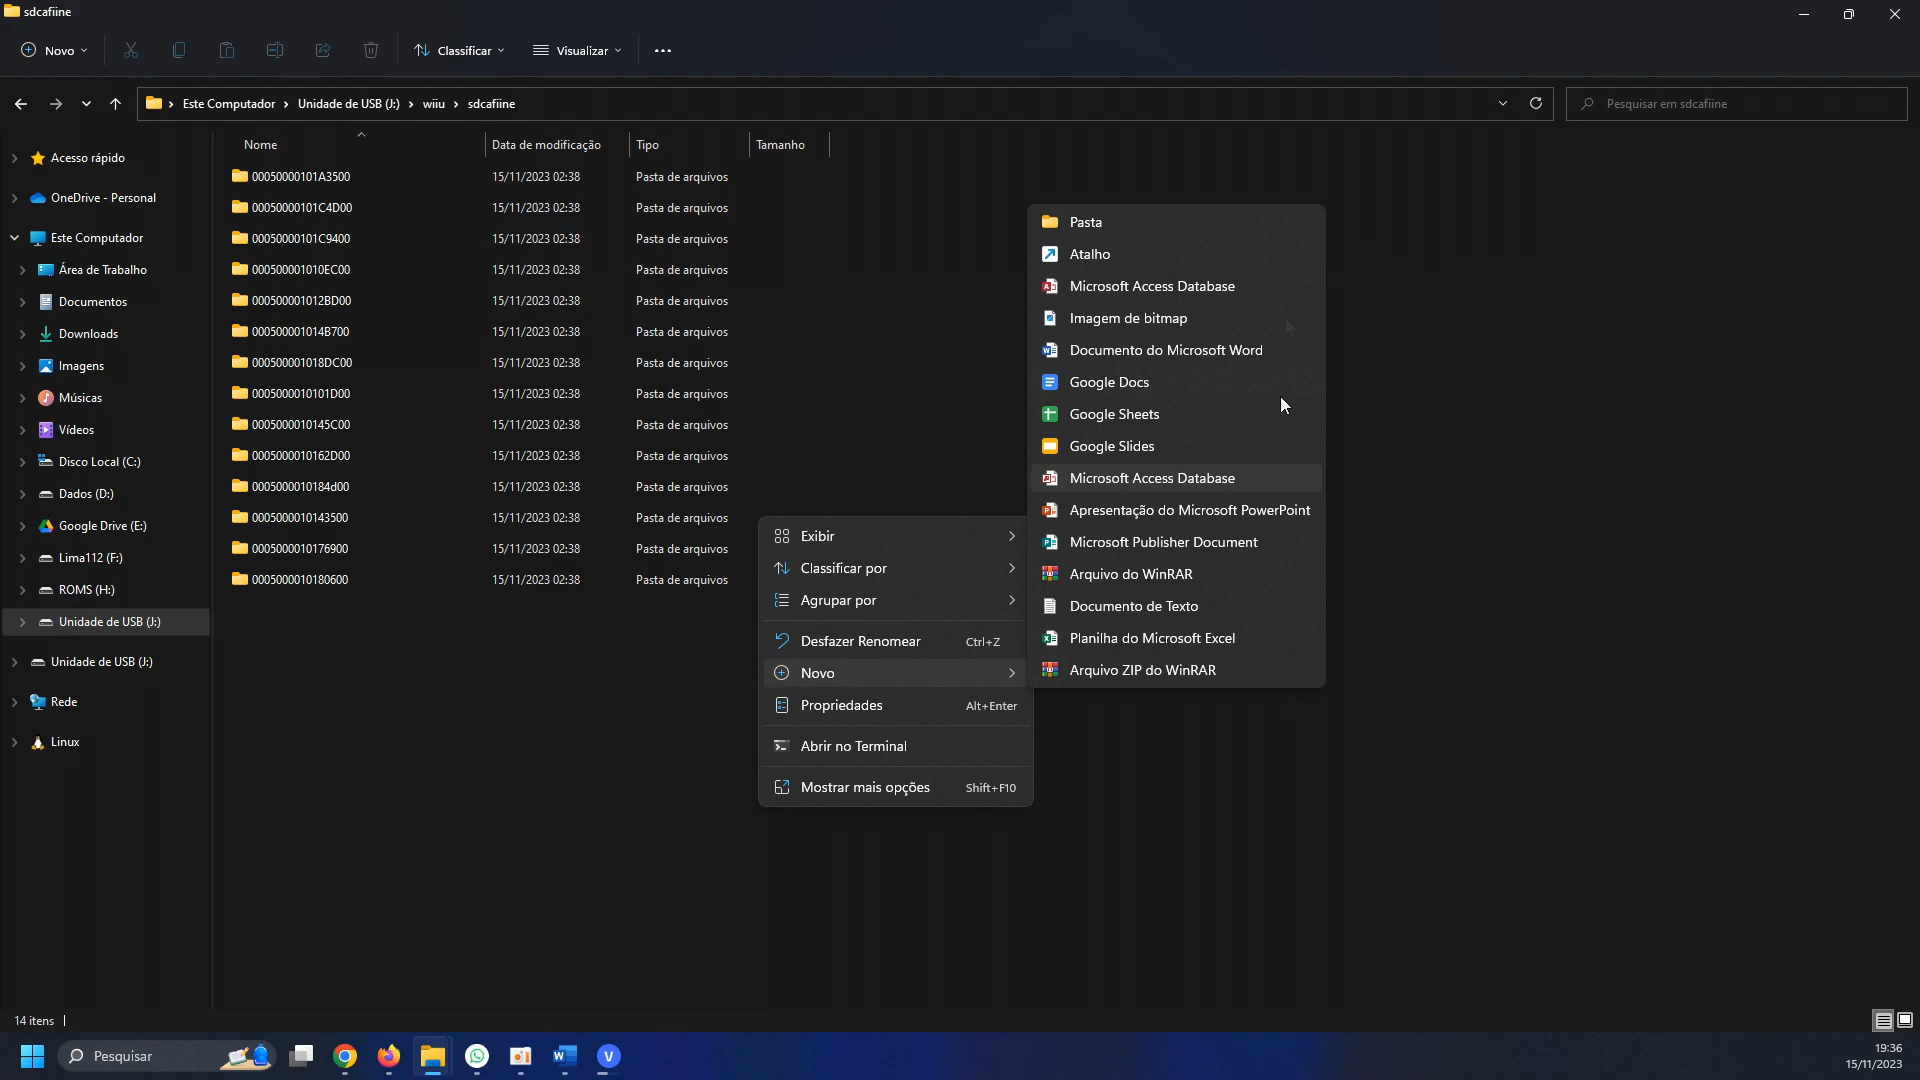 sdcafiine
Novo
Classificar
Visualizar
Este Computador
Unidade de USB (J:)
wiiu
sdcafiine
Pesquisar em sdcafiine
Nome
Data de modificação
Tipo
Tamanho
Acesso rápido
OneDrive - Personal
Este Computador
Área de Trabalho
Documentos
Downloads
Imagens
Músicas
Vídeos
Disco Local (C:)
Dados (D:)
Google Drive (E:)
Lima112 (F:)
ROMS (H:)
Unidade de USB (J:)
Unidade de USB (J:)
Rede
Linux
00050000101A3500 15/11/2023 02:38 Pasta de arquivos
00050000101C4D00 15/11/2023 02:38 Pasta de arquivos
00050000101C9400 15/11/2023 02:38 Pasta de arquivos
000500001010EC00 15/11/2023 02:38 Pasta de arquivos
000500001012BD00 15/11/2023 02:38 Pasta de arquivos
000500001014B700 15/11/2023 02:38 Pasta de arquivos
000500001018DC00 15/11/2023 02:38 Pasta de arquivos
0005000010101D00 15/11/2023 02:38 Pasta de arquivos
0005000010145C00 15/11/2023 02:38 Pasta de arquivos
0005000010162D00 15/11/2023 02:38 Pasta de arquivos
0005000010184d00 15/11/2023 02:38 Pasta de arquivos
0005000010143500 15/11/2023 02:38 Pasta de arquivos
0005000010176900 15/11/2023 02:38 Pasta de arquivos
0005000010180600 15/11/2023 02:38 Pasta de arquivos
Exibir
Classificar por
Agrupar por
Desfazer Renomear Ctrl+Z
Novo
Propriedades Alt+Enter
Abrir no Terminal
Mostrar mais opções Shift+F10
Pasta
Atalho
Microsoft Access Database
Imagem de bitmap
Documento do Microsoft Word
Google Docs
Google Sheets
Google Slides
Microsoft Access Database
Apresentação do Microsoft PowerPoint
Microsoft Publisher Document
Arquivo do WinRAR
Documento de Texto
Planilha do Microsoft Excel
Arquivo ZIP do WinRAR
14 itens
Pesquisar
19:36
15/11/2023